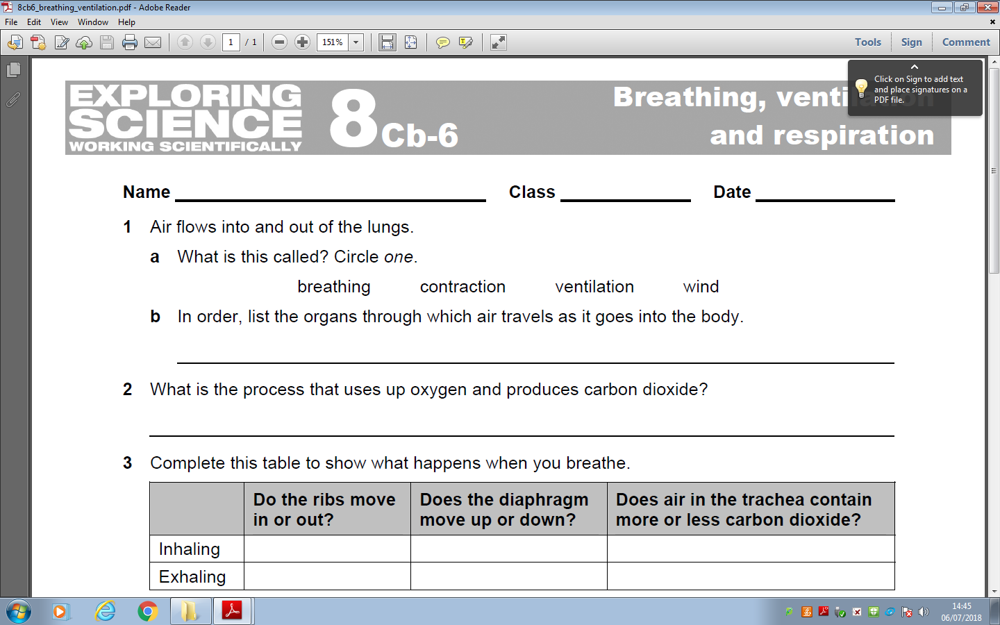 8cb6_breathing_ventilation.pdf - Adobe Reader
File Edit View Window Help
1 / 1 151% Tools Sign Comment
Click on Sign to add text
and place signatures on a
PDF file.
EXPLORING
SCIENCE
WORKING SCIENTIFICALLY
8Cb-6
Breathing,
and respiration
Name Class Date
1 Air flows into and out of the lungs.
a What is this called? Circle one.
breathing contraction ventilation wind
b In order, list the organs through which air travels as it goes into the body.
2 What is the process that uses up oxygen and produces carbon dioxide?
3 Complete this table to show what happens when you breathe.
Do the ribs move
in or out?
Does the diaphragm
move up or down?
Does air in the trachea contain
more or less carbon dioxide?
Inhaling
Exhaling
14:45
06/07/2018